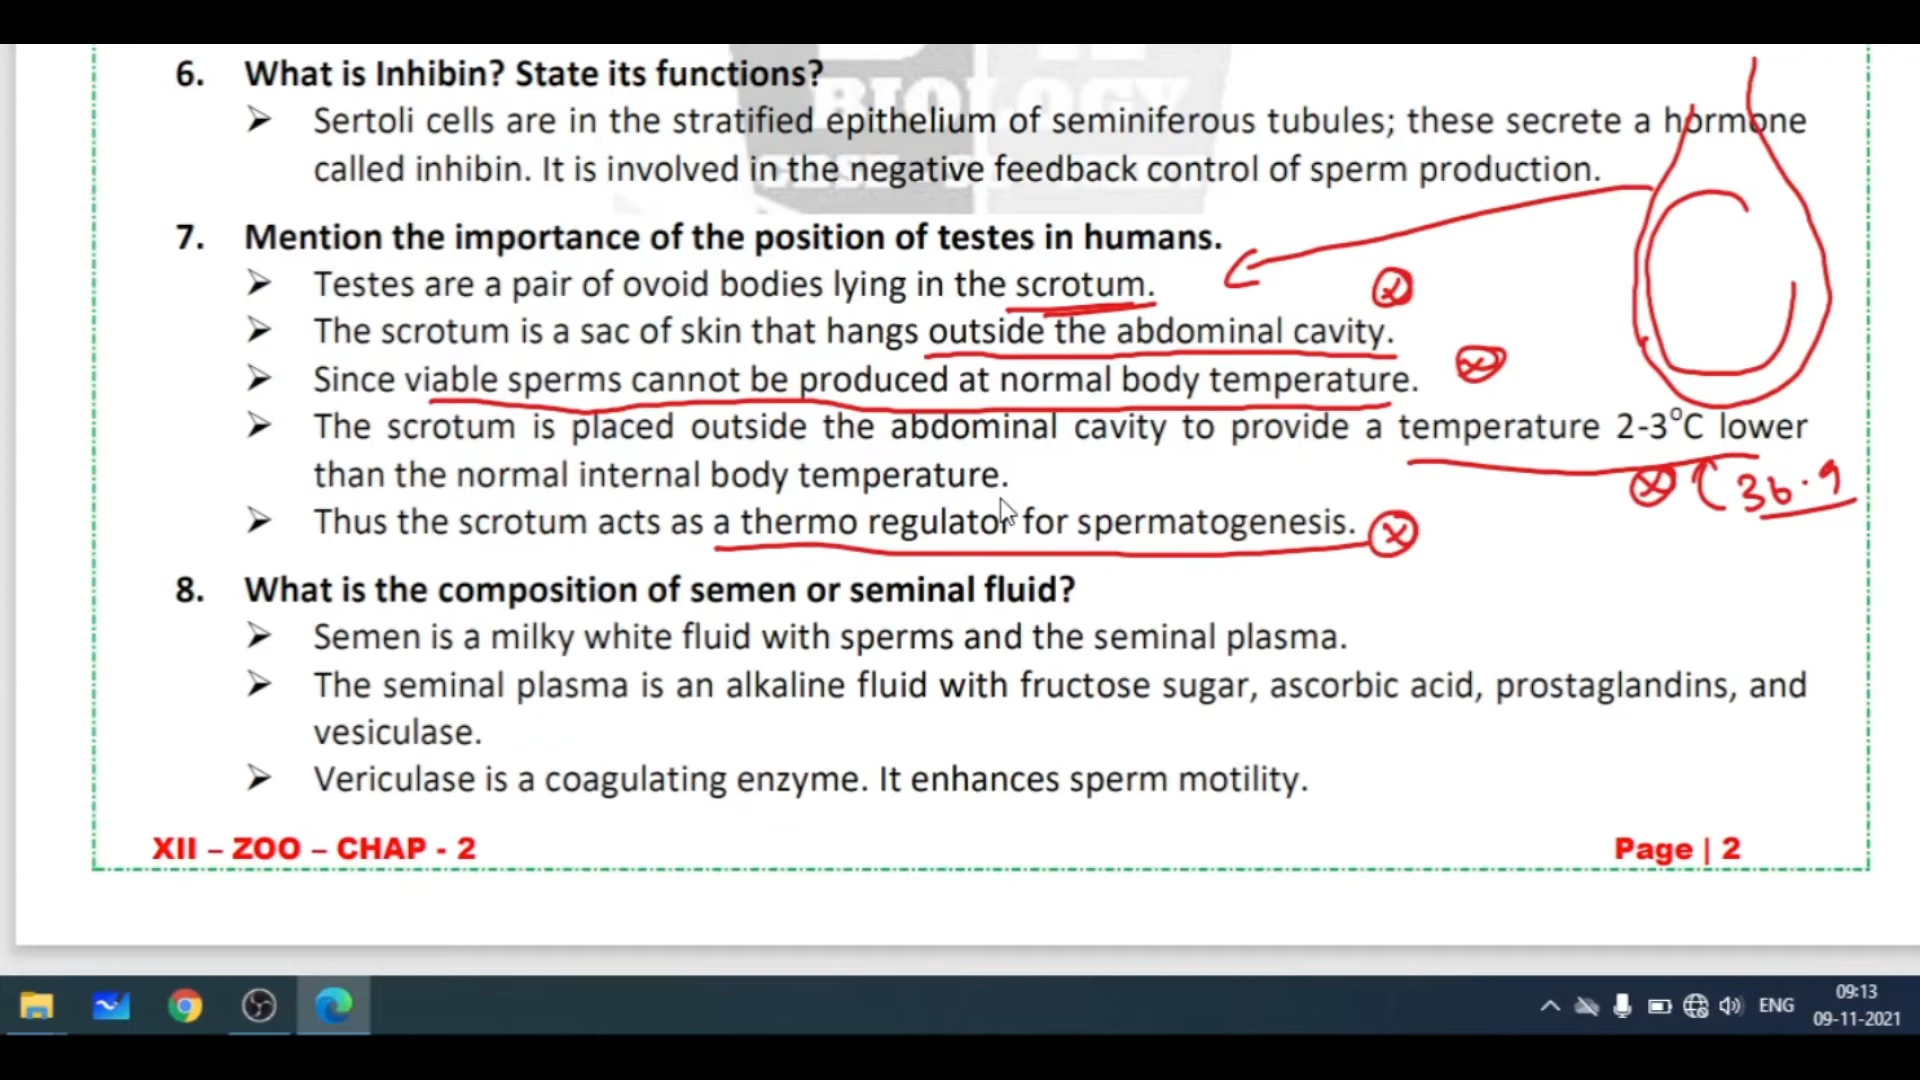 BIOLOGY
6. What is Inhibin? State its functions?
➢ Sertoli cells are in the stratified epithelium of seminiferous tubules; these secrete a hormone
called inhibin. It is involved in the negative feedback control of sperm production.
7. Mention the importance of the position of testes in humans.
➢ Testes are a pair of ovoid bodies lying in the scrotum.
➢ The scrotum is a sac of skin that hangs outside the abdominal cavity.
➢ Since viable sperms cannot be produced at normal body temperature.
➢ The scrotum is placed outside the abdominal cavity to provide a temperature 2-3°C lower
than the normal internal body temperature.
36.9
➢ Thus the scrotum acts as a thermo regulator for spermatogenesis.
8. What is the composition of semen or seminal fluid?
➢ Semen is a milky white fluid with sperms and the seminal plasma.
➢ The seminal plasma is an alkaline fluid with fructose sugar, ascorbic acid, prostaglandins, and
vesiculase.
➢ Vericulase is a coagulating enzyme. It enhances sperm motility.
XII – ZOO – CHAP - 2 Page | 2
ENG 09:13
09-11-2021